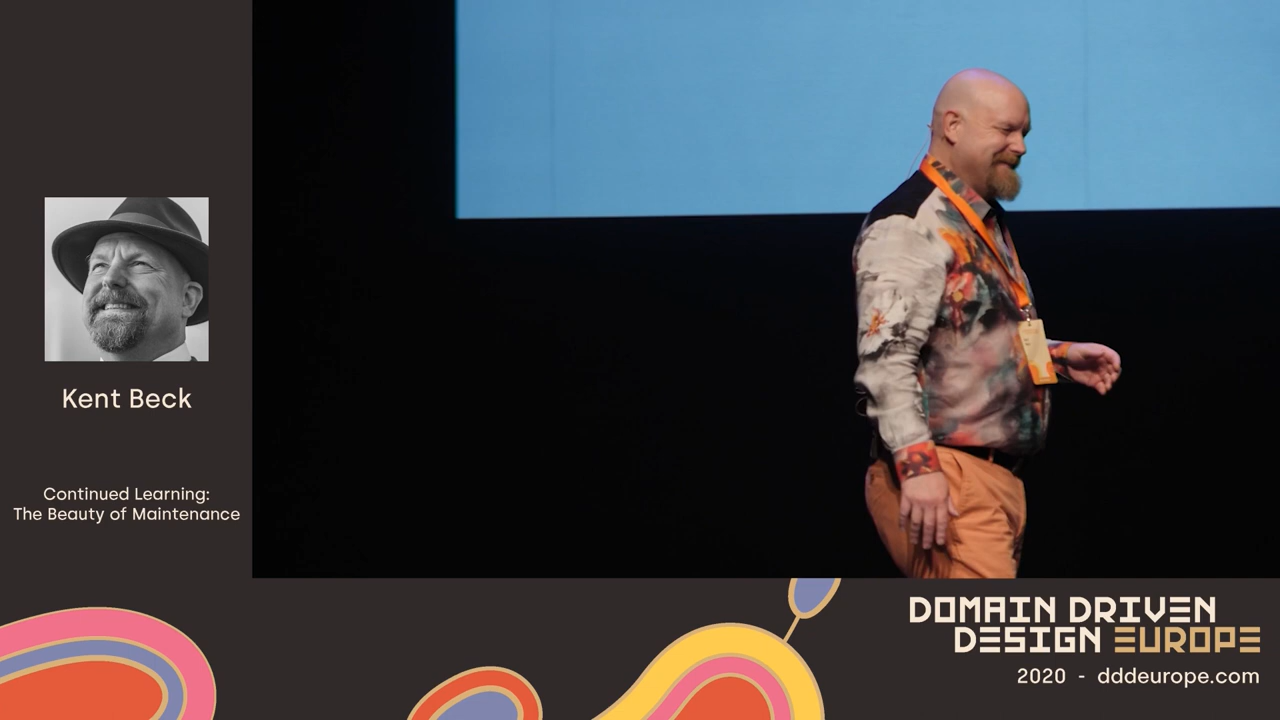 Kent Beck
Continued Learning:
The Beauty of Maintenance
DOMAIN DRIVEN
DESIGN EUROPE
2020 - dddeurope.com